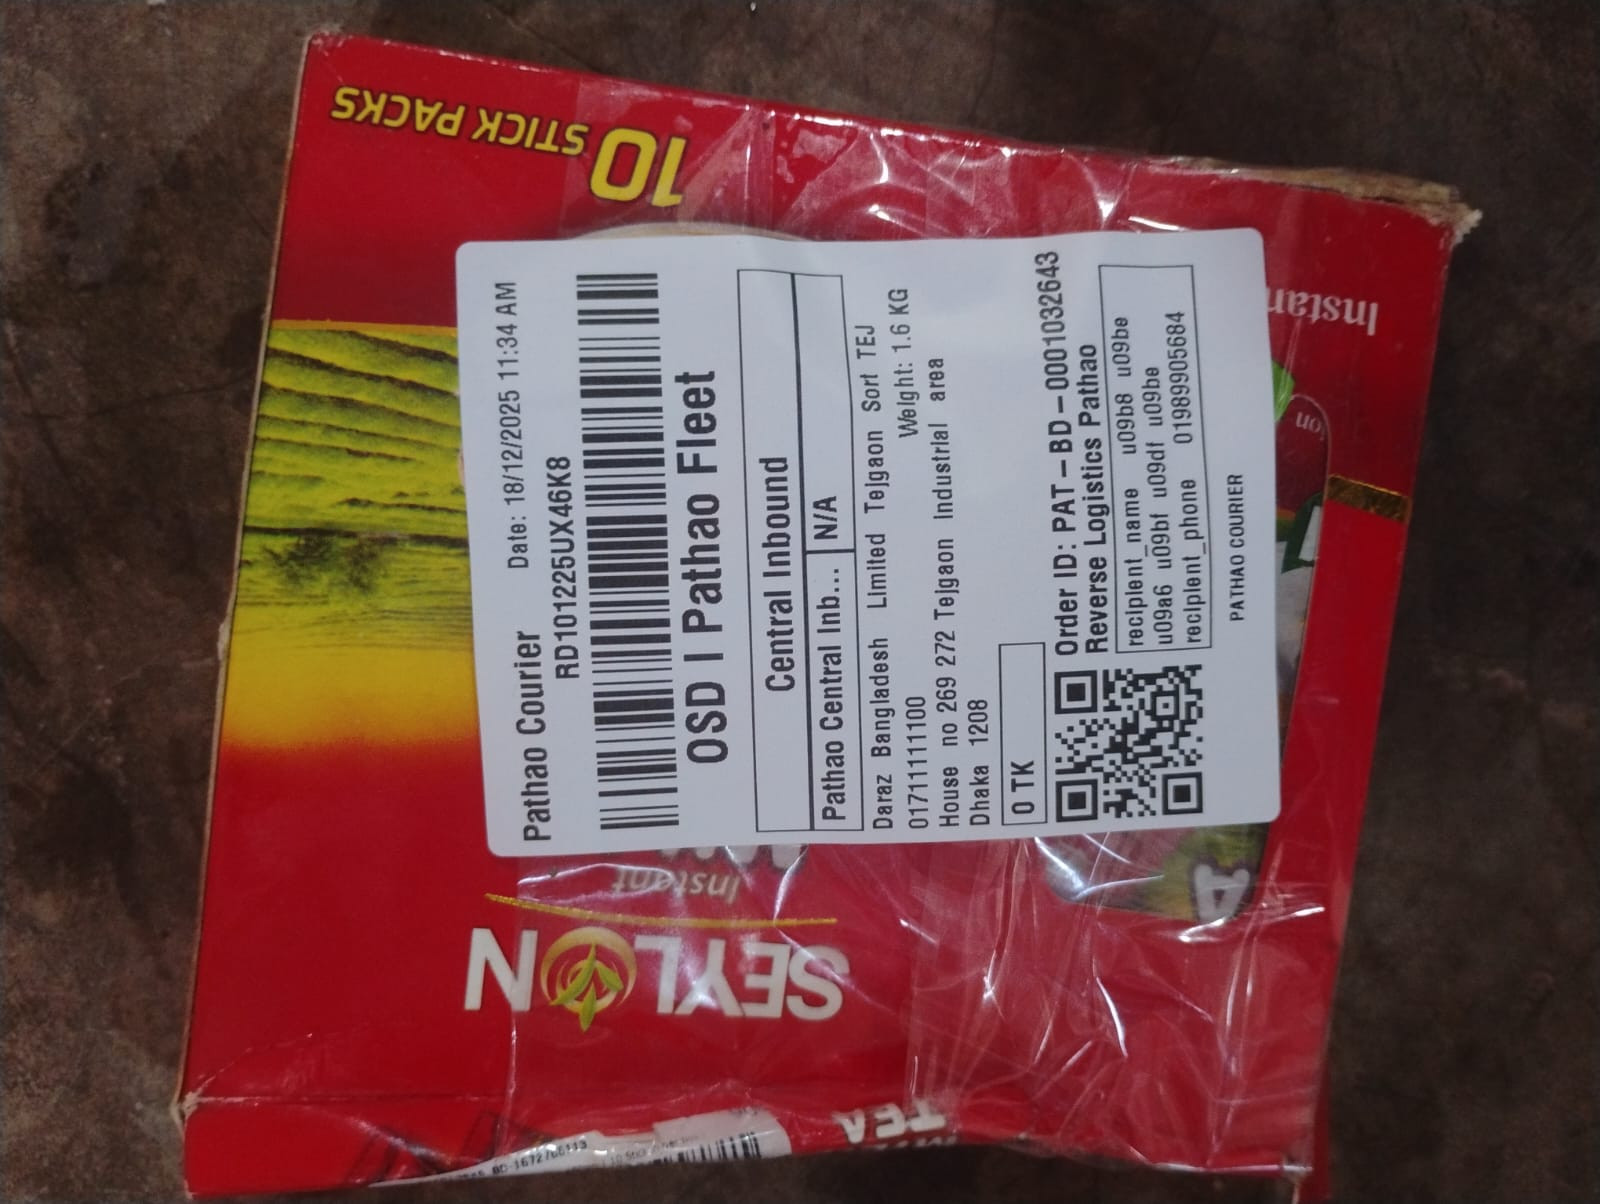 10 STICK PACKS
Pathao Courier Date: 18/12/2025 11:34 AM
RD101225UX46K8
OSD | Pathao Fleet
Central Inbound
Pathao Central Inb... N/A
Daraz Bangladesh Limited Tejgaon Sort TEJ
01711111100 Weight: 1.6 KG
House no 269 272 Tejgaon Industrial area
Dhaka 1208
0 TK
Order ID: PAT-BD-0001032643
Reverse Logistics Pathao
recipient_name u09b8 u09be
u09a6 u09bf u09df u09be
recipient_phone 01989905684
PATHAO COURIER
Instant
SEYLON
TEA